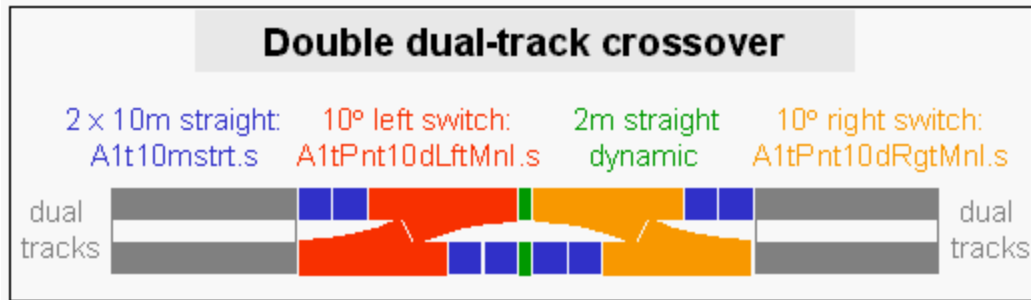 Double dual-track crossover
2 x 10m straight: 10º left switch: 2m straight 10º right switch:
A1t10mstrt.s A1tPnt10dLftMnl.s dynamic A1tPnt10dRgtMnl.s
dual dual
tracks tracks